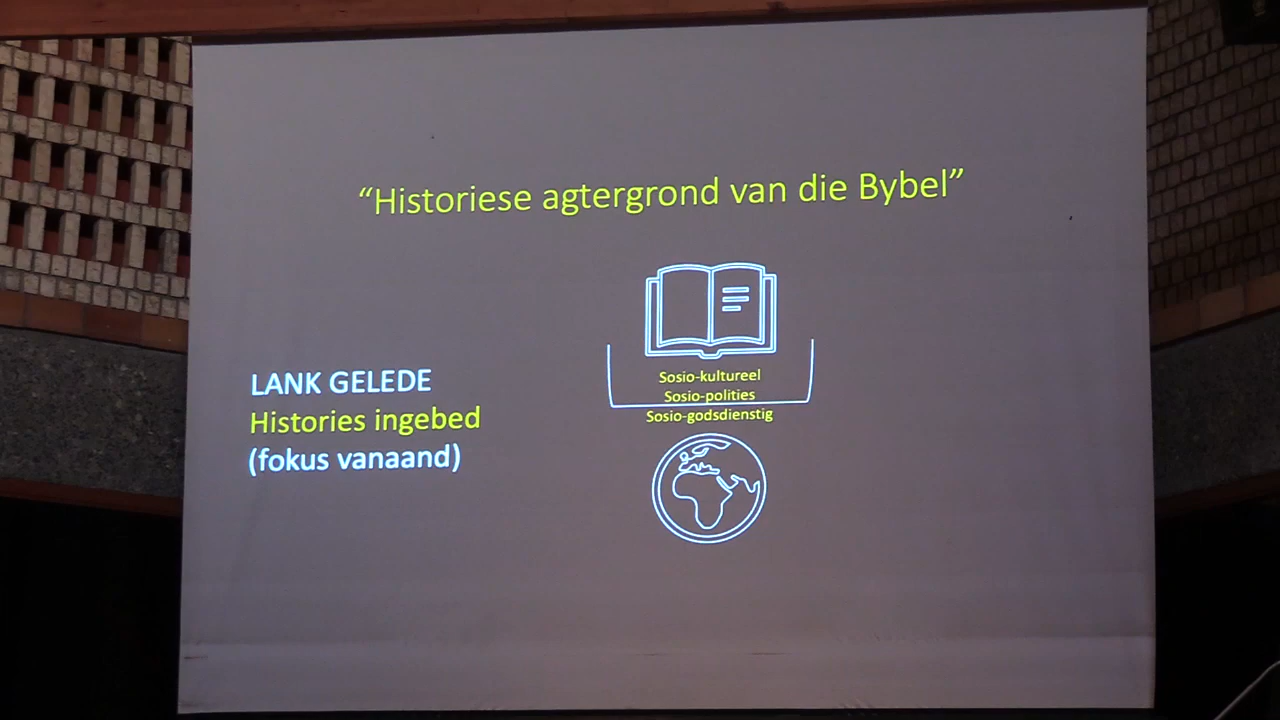 “Historiese agtergrond van die Bybel”
LANK GELEDE
Histories ingebed
(fokus vanaand)
Sosio-kultureel
Sosio-polities
Sosio-godsdienstig